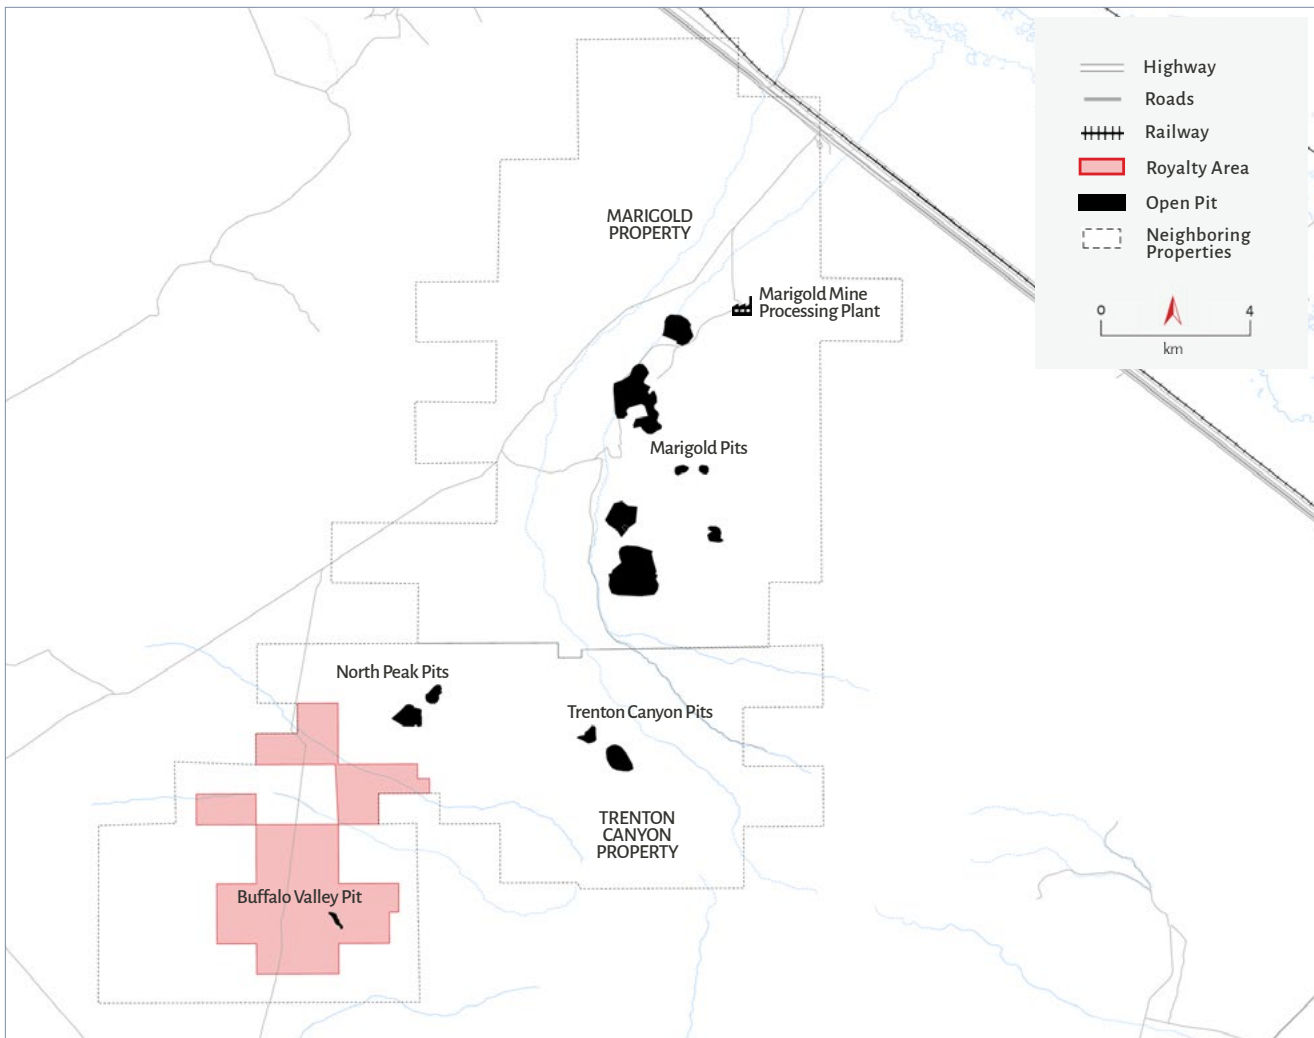 Highway
Roads
Railway
Royalty Area
Open Pit
Neighboring
Properties
0 4
km
MARIGOLD
PROPERTY
Marigold Mine
Processing Plant
Marigold Pits
North Peak Pits
Trenton Canyon Pits
TRENTON
CANYON
PROPERTY
Buffalo Valley Pit